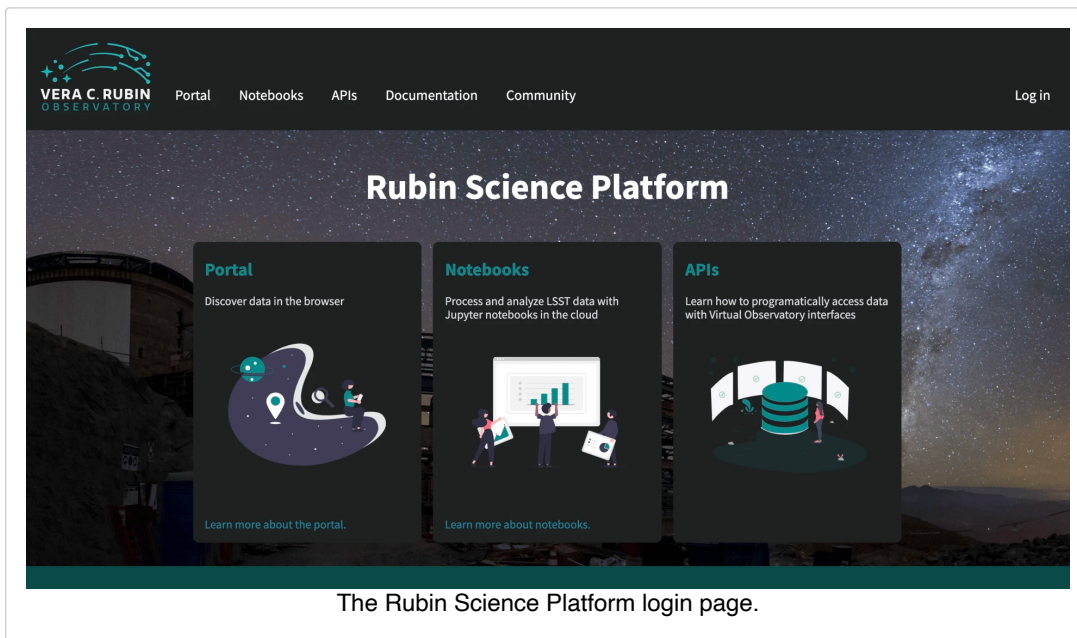 VERA C. RUBIN
OBSERVATORY
Portal Notebooks APIs Documentation Community Log in
Rubin Science Platform
Portal
Discover data in the browser
Learn more about the portal.
Notebooks
Process and analyze LSST data with
Jupyter notebooks in the cloud
Learn more about notebooks.
APIs
Learn how to programatically access data
with Virtual Observatory interfaces
The Rubin Science Platform login page.